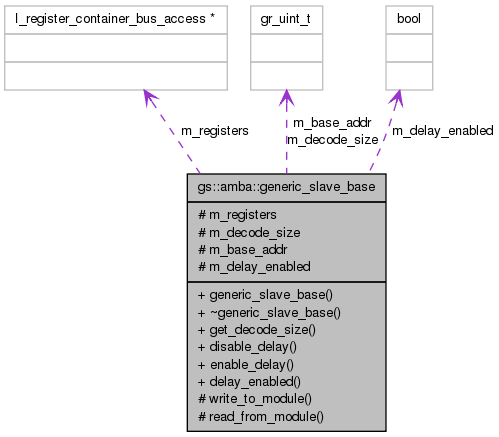 I_register_container_bus_access *
gr_uint_t
bool
m_registers
m_base_addr
m_decode_size
m_delay_enabled
gs::amba::generic_slave_base
# m_registers
# m_decode_size
# m_base_addr
# m_delay_enabled
+ generic_slave_base()
+ ~generic_slave_base()
+ get_decode_size()
+ disable_delay()
+ enable_delay()
+ delay_enabled()
# write_to_module()
# read_from_module()